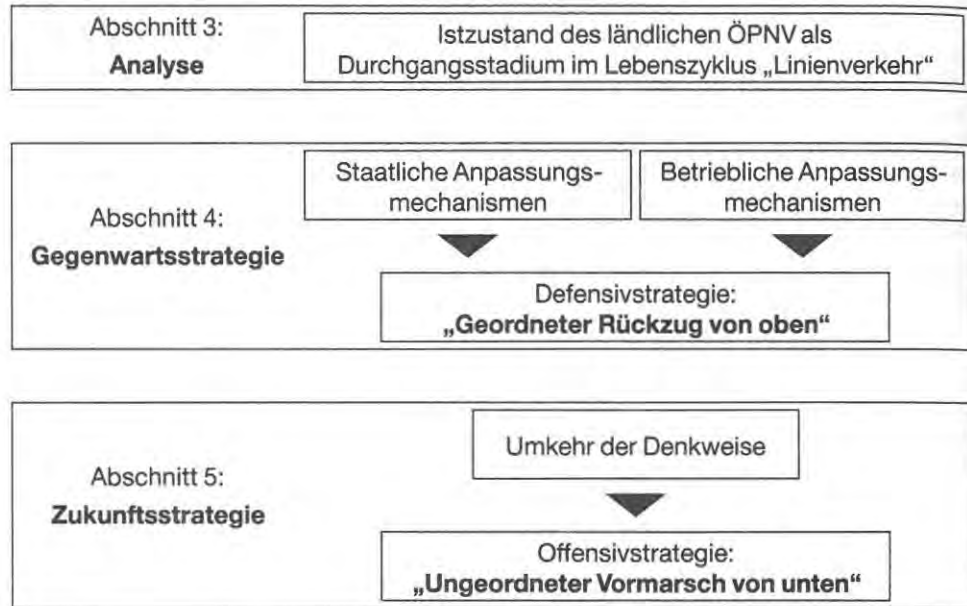 Abschnitt 3:
Analyse
Istzustand des ländlichen ÖPNV als
Durchgangsstadium im Lebenszyklus „Linienverkehr“
Abschnitt 4:
Gegenwartsstrategie
Staatliche Anpassungs-
mechanismen
Betriebliche Anpassungs-
mechanismen
Defensivstrategie:
„Geordneter Rückzug von oben“
Abschnitt 5:
Zukunftsstrategie
Umkehr der Denkweise
Offensivstrategie:
„Ungeordneter Vormarsch von unten“